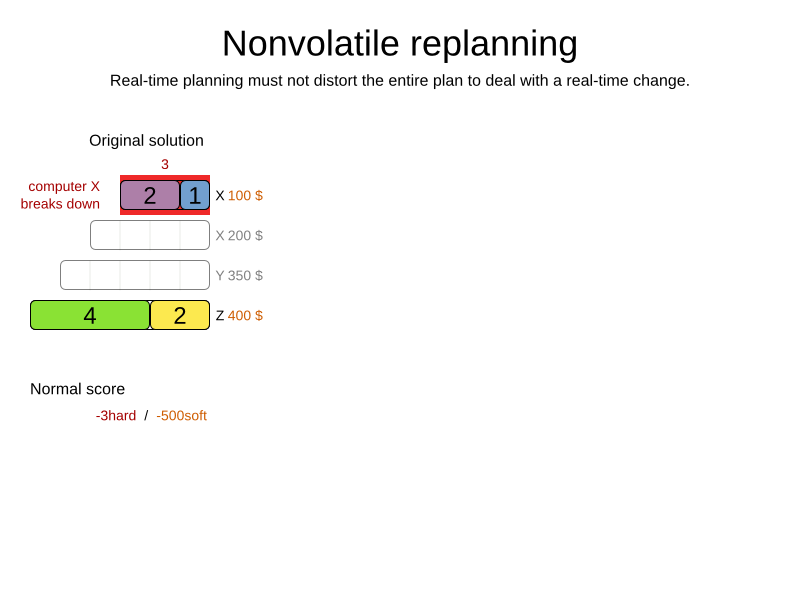 Nonvolatile replanning
Real-time planning must not distort the entire plan to deal with a real-time change.
Original solution
3
computer X
breaks down
2 1 X 100 $
X 200 $
Y 350 $
4 2 Z 400 $
Normal score
-3hard / -500soft